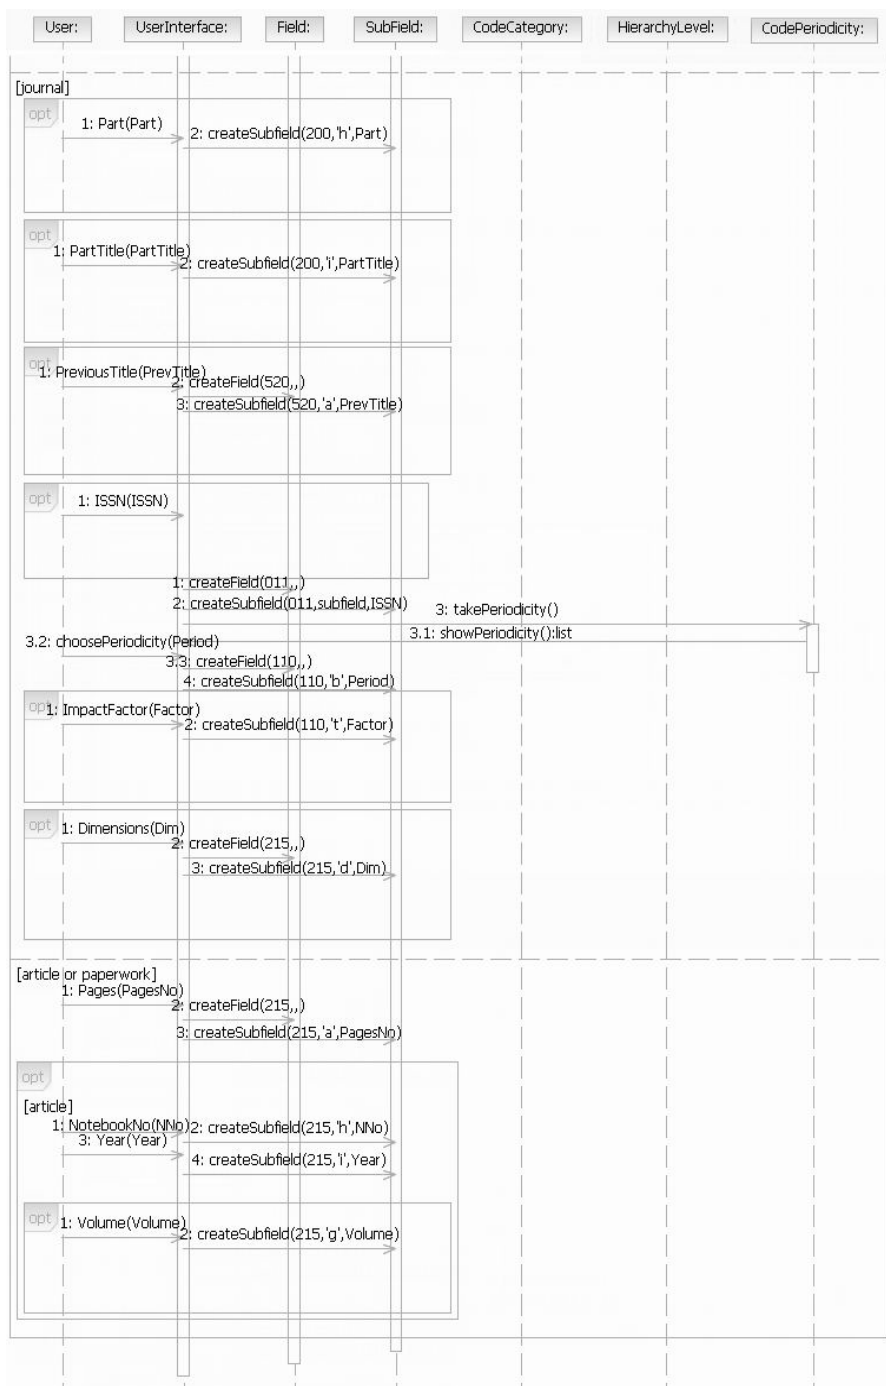 User: UserInterface: Field: SubField: CodeCategory: HierarchyLevel: CodePeriodicity:
[journal]
opt
1: Part(Part)
2: createSubfield(200,'h',Part)
opt
1: PartTitle(PartTitle)
2: createSubfield(200,'i',PartTitle)
opt
1: PreviousTitle(PrevTitle)
2: createField(520,,)
3: createSubfield(520,'a',PrevTitle)
opt
1: ISSN(ISSN)
1: createField(011,,)
2: createSubfield(011,subfield,ISSN)
3: takePeriodicity()
3.1: showPeriodicity():list
3.2: choosePeriodicity(Period)
3.3: createField(110,,)
4: createSubfield(110,'b',Period)
opt
1: ImpactFactor(Factor)
2: createSubfield(110,'t',Factor)
opt
1: Dimensions(Dim)
2: createField(215,,)
3: createSubfield(215,'d',Dim)
[article or paperwork]
1: Pages(PagesNo)
2: createField(215,,)
3: createSubfield(215,'a',PagesNo)
opt
[article]
1: NotebookNo(NNo)
2: createSubfield(215,'h',NNo)
3: Year(Year)
4: createSubfield(215,'i',Year)
opt
1: Volume(Volume)
2: createSubfield(215,'g',Volume)